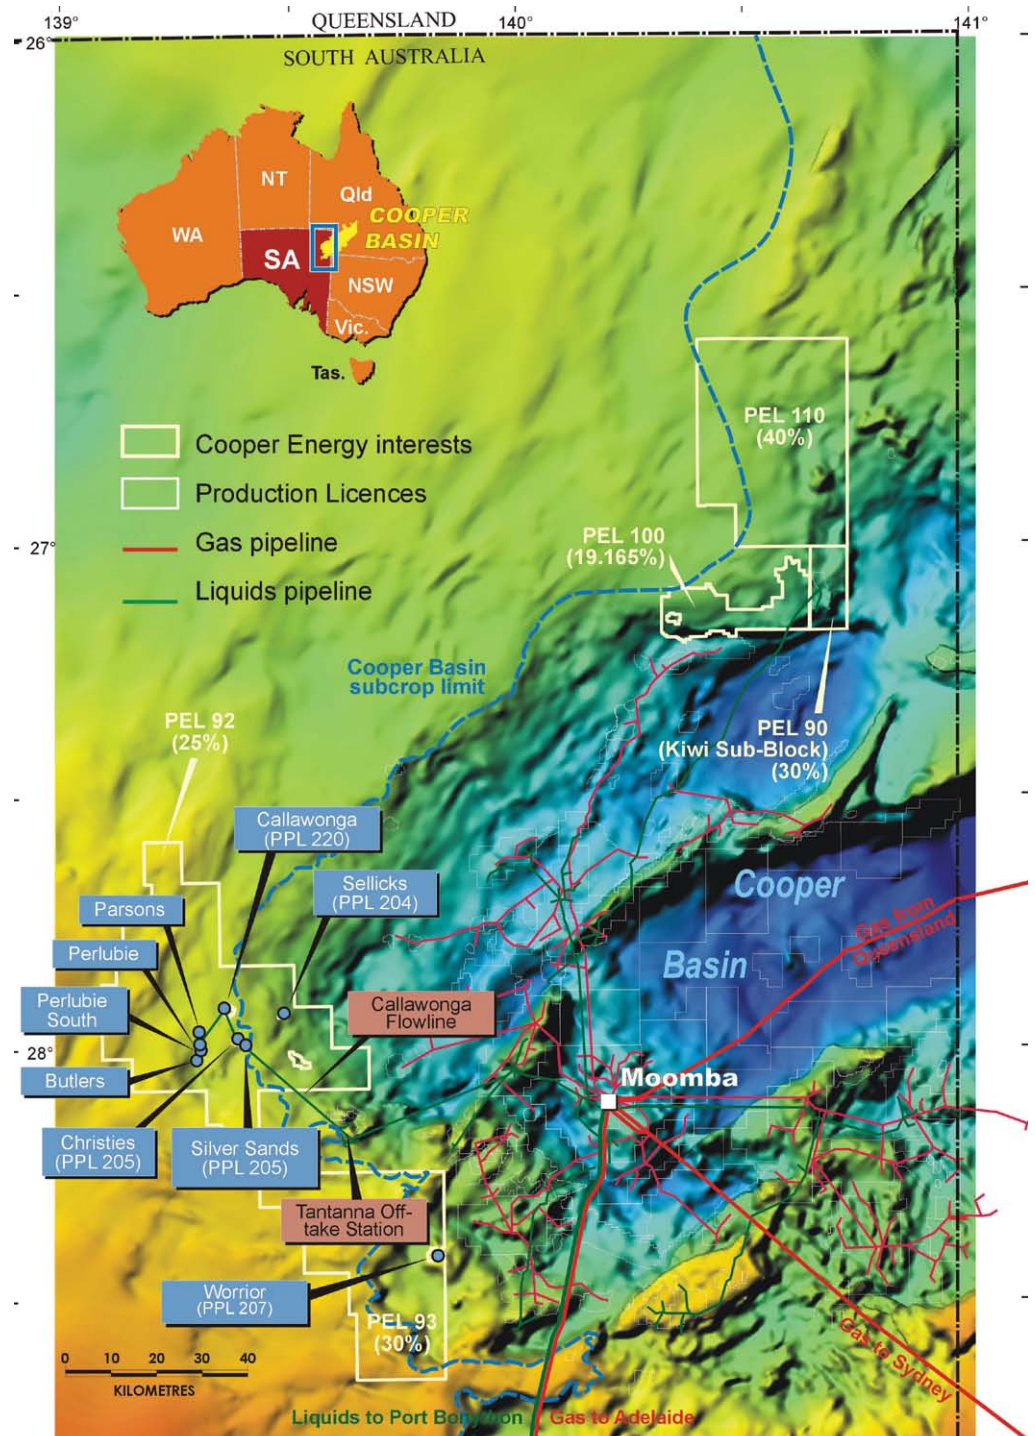 139°
QUEENSLAND
140°
141°
26°
SOUTH AUSTRALIA
NT
Qld
WA
COOPER
BASIN
SA
NSW
Vic.
Tas.
PEL 110
(40%)
Cooper Energy interests
Production Licences
Gas pipeline
Liquids pipeline
27°
PEL 100
(19.165%)
Cooper Basin
subcrop limit
PEL 92
(25%)
PEL 90
(Kiwi Sub-Block)
(30%)
Callawonga
(PPL 220)
Sellicks
(PPL 204)
Parsons
Perlubie
Perlubie
South
Butlers
Cooper
Basin
Gas from
Queensland
Callawonga
Flowline
28°
Moomba
Christies
(PPL 205)
Silver Sands
(PPL 205)
Tantanna Off-
take Station
Worrior
(PPL 207)
PEL 93
(30%)
Gas to Sydney
0 10 20 30 40
KILOMETRES
Liquids to Port Bonython
Gas to Adelaide